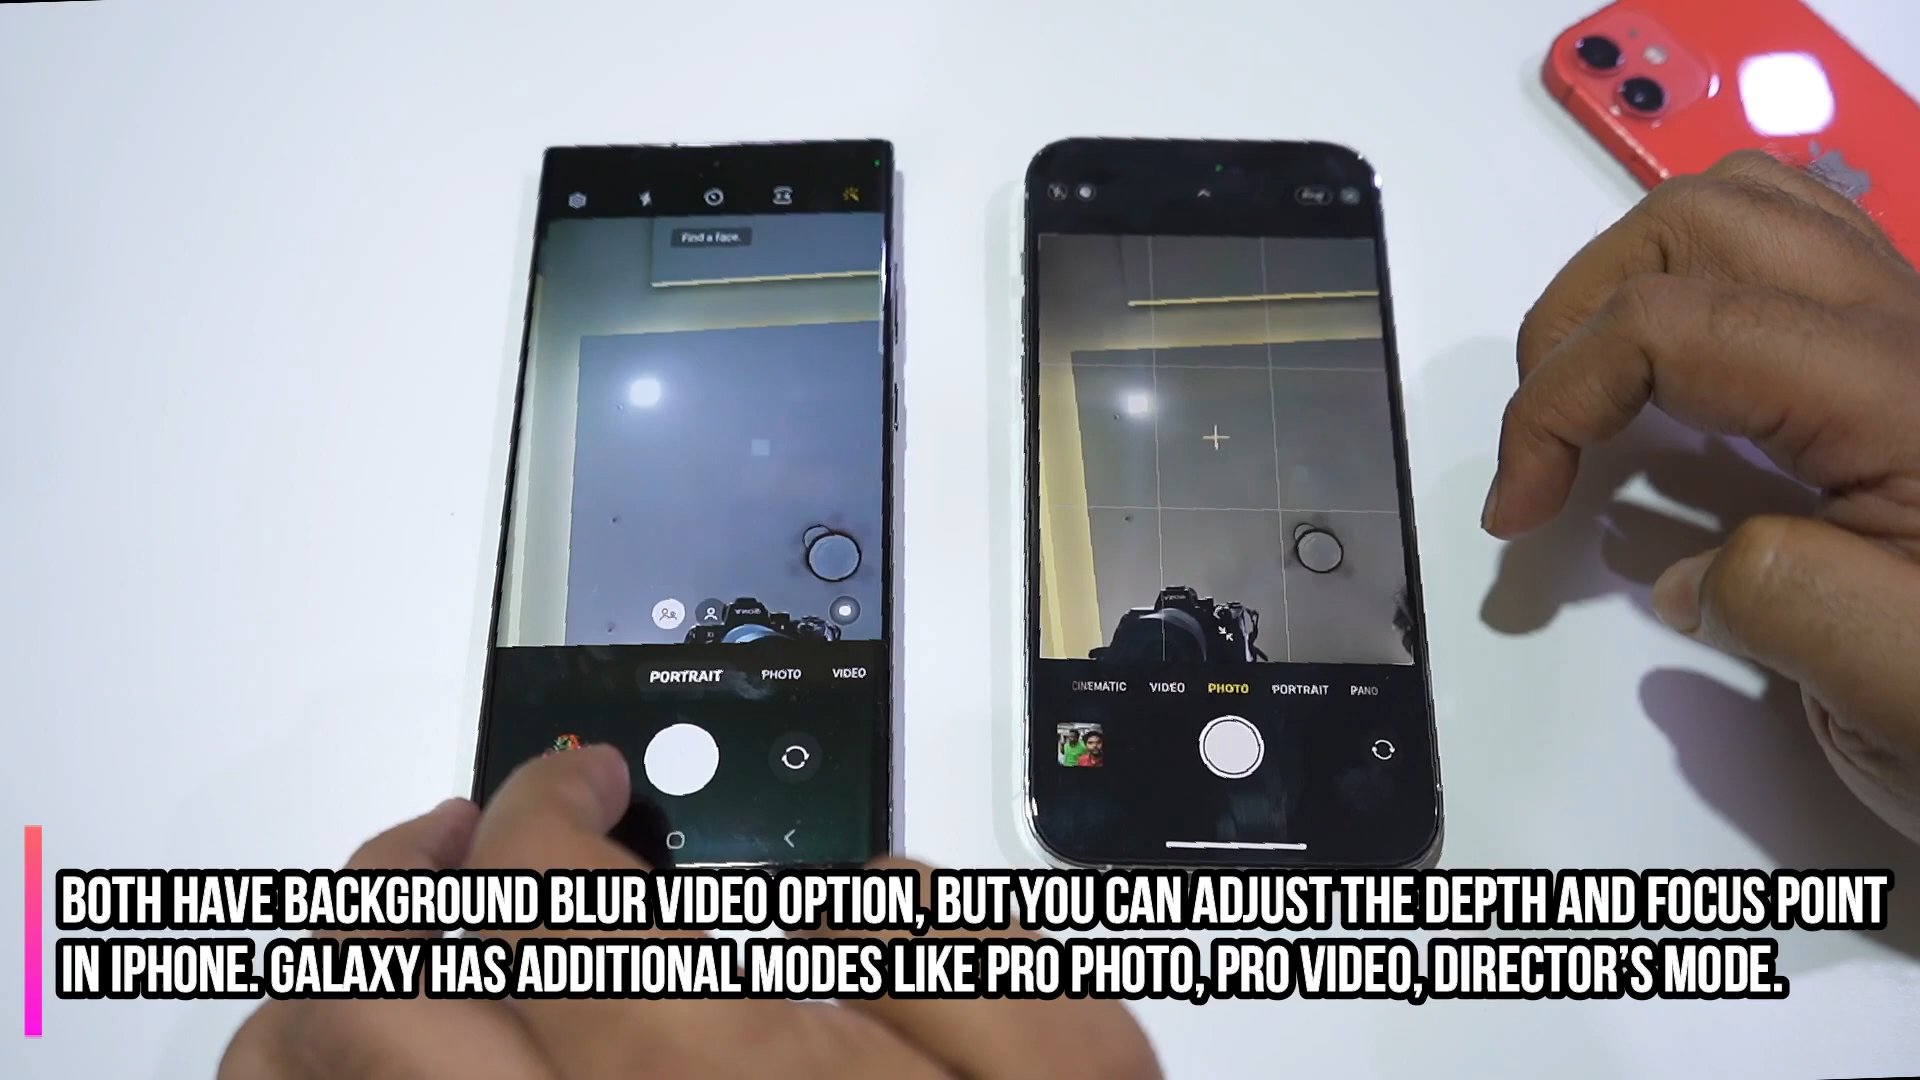 Find a face.
PORTRAIT PHOTO VIDEO
CINEMATIC VIDEO PHOTO PORTRAIT PANO
BOTH HAVE BACKGROUND BLUR VIDEO OPTION, BUT YOU CAN ADJUST THE DEPTH AND FOCUS POINT
IN IPHONE. GALAXY HAS ADDITIONAL MODES LIKE PRO PHOTO, PRO VIDEO, DIRECTOR'S MODE.